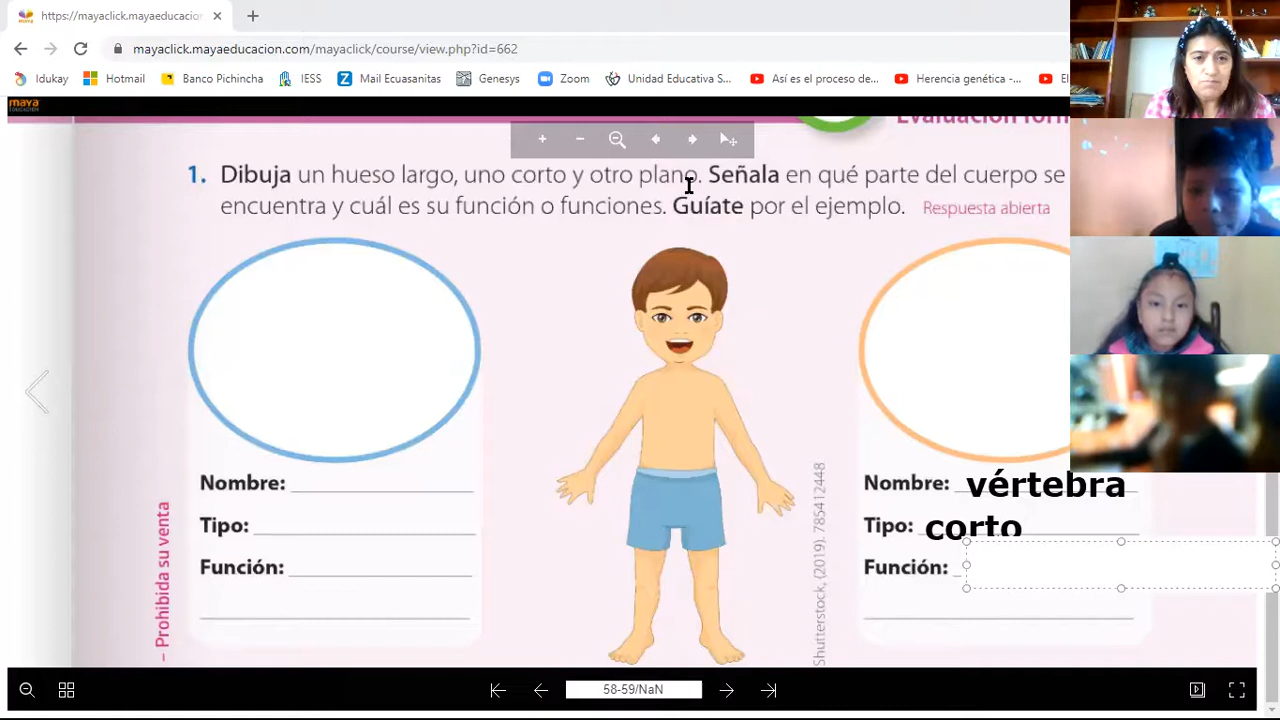 https://mayaclick.mayaeducacion
mayaclick.mayaeducacion.com/mayaclick/course/view.php?id=662
Idukay Hotmail Banco Pichincha IESS Mail Ecuasanitas Genesys Zoom Unidad Educativa S... Así es el proceso de... Herencia genética -... El
maya
EDUCACIÓN
Evaluación form
1. Dibuja un hueso largo, uno corto y otro plano. Señala en qué parte del cuerpo se
encuentra y cuál es su función o funciones. Guíate por el ejemplo. Respuesta abierta
Nombre:
Tipo:
Función:
– Prohibida su venta
Shutterstock, (2019). 785412448
Nombre: vértebra
Tipo: corto
Función:
58-59/NaN